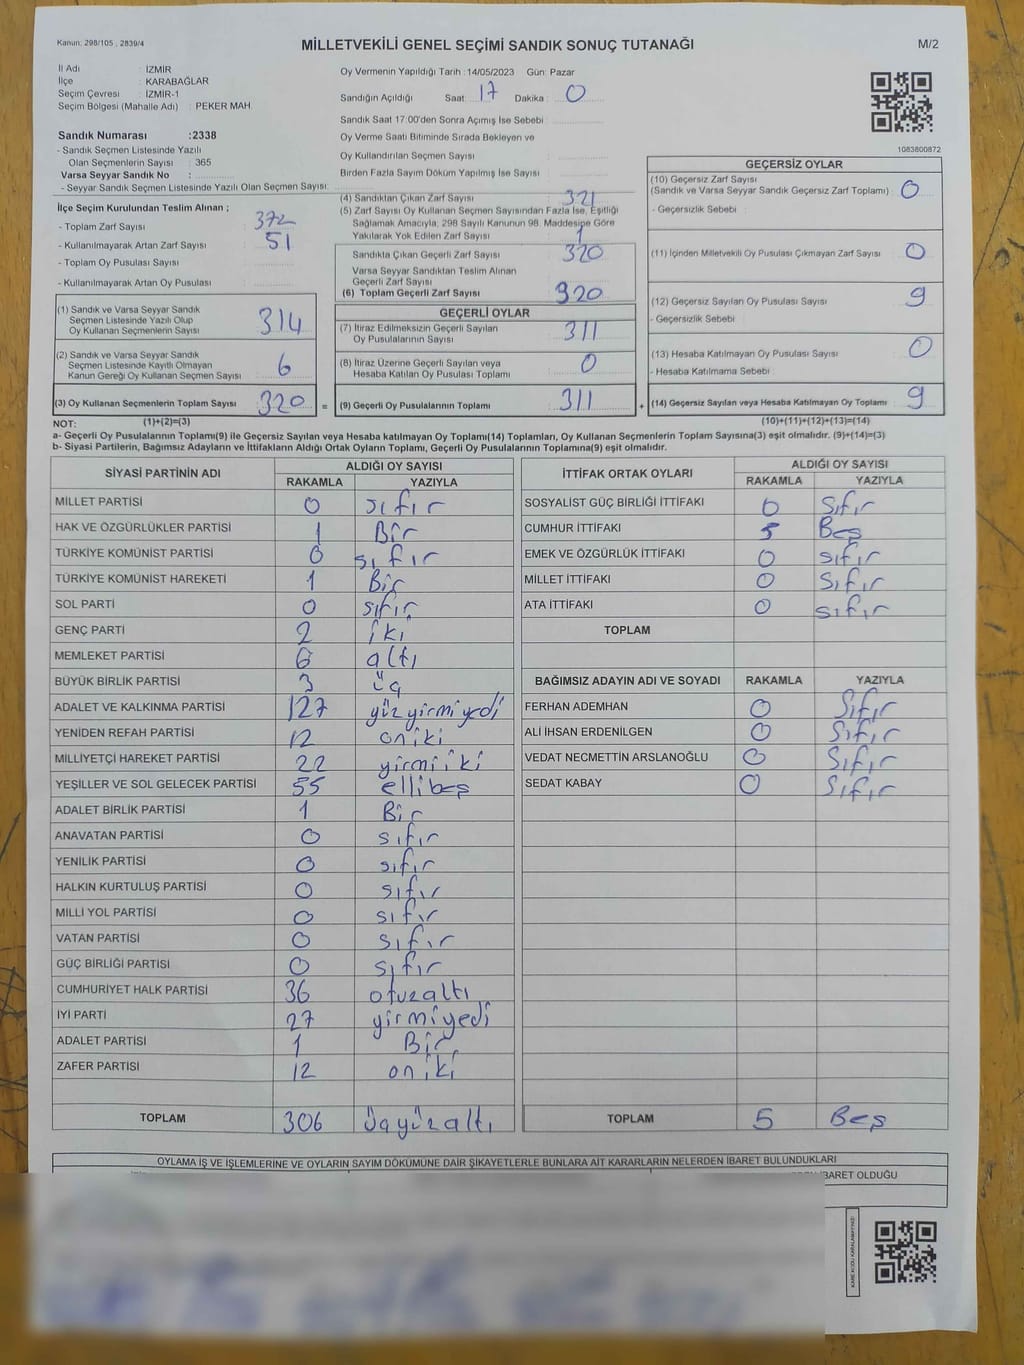 Kanun: 298/105 , 2839/4
MİLLETVEKİLİ GENEL SEÇİMİ SANDIK SONUÇ TUTANAĞI
M/2
İl Adı : İZMİR
İlçe : KARABAĞLAR
Seçim Çevresi : İZMİR-1
Seçim Bölgesi (Mahalle Adı) : PEKER MAH.
Sandık Numarası :2338
- Sandık Seçmen Listesinde Yazılı
Olan Seçmenlerin Sayısı : 365
Varsa Seyyar Sandık No :
- Seyyar Sandık Seçmen Listesinde Yazılı Olan Seçmen Sayısı:
Oy Vermenin Yapıldığı Tarih : 14/05/2023 Gün: Pazar
Sandığın Açıldığı Saat: 17 Dakika : 0
Sandık Saat 17:00'den Sonra Açımış İse Sebebi :
Oy Verme Saati Bitiminde Sırada Bekleyen ve
Oy Kullandırılan Seçmen Sayısı :
Birden Fazla Sayım Döküm Yapılmış İse Sayısı :
1083800872
İlçe Seçim Kurulundan Teslim Alınan ;
- Toplam Zarf Sayısı : 372
- Kullanılmayarak Artan Zarf Sayısı : 51
- Toplam Oy Pusulası Sayısı :
- Kullanılmayarak Artan Oy Pusulası :
(1) Sandık ve Varsa Seyyar Sandık
Seçmen Listesinde Yazılı Olup
Oy Kullanan Seçmenlerin Sayısı : 314
(2) Sandık ve Varsa Seyyar Sandık
Seçmen Listesinde Kayıtlı Olmayan
Kanun Gereği Oy Kullanan Seçmen Sayısı : 6
(3) Oy Kullanan Seçmenlerin Toplam Sayısı : 320 =
(1)+(2)=(3)
(4) Sandıktan Çıkan Zarf Sayısı : 321
(5) Zarf Sayısı Oy Kullanan Seçmen Sayısından Fazla İse, Eşitliği
Sağlamak Amacıyla, 298 Sayılı Kanunun 98. Maddesine Göre
Yakılarak Yok Edilen Zarf Sayısı : 1
Sandıkta Çıkan Geçerli Zarf Sayısı : 320
Varsa Seyyar Sandıktan Teslim Alınan
Geçerli Zarf Sayısı :
(6) Toplam Geçerli Zarf Sayısı : 320
GEÇERLİ OYLAR
(7) İtiraz Edilmeksizin Geçerli Sayılan
Oy Pusulalarının Sayısı : 311
(8) İtiraz Üzerine Geçerli Sayılan veya
Hesaba Katılan Oy Pusulası Toplamı : 0
(9) Geçerli Oy Pusulalarının Toplamı : 311 +
GEÇERSİZ OYLAR
(10) Geçersiz Zarf Sayısı
(Sandık ve Varsa Seyyar Sandık Geçersiz Zarf Toplamı) : 0
- Geçersizlik Sebebi :
(11) İçinden Milletvekili Oy Pusulası Çıkmayan Zarf Sayısı : 0
(12) Geçersiz Sayılan Oy Pusulası Sayısı : 9
- Geçersizlik Sebebi :
(13) Hesaba Katılmayan Oy Pusulası Sayısı : 0
- Hesaba Katılmama Sebebi :
(14) Geçersiz Sayılan veya Hesaba Katılmayan Oy Toplamı : 9
(10)+(11)+(12)+(13)=(14)
NOT:
a- Geçerli Oy Pusulalarının Toplamı(9) ile Geçersiz Sayılan veya Hesaba katılmayan Oy Toplamı(14) Toplamları, Oy Kullanan Seçmenlerin Toplam Sayısına(3) eşit olmalıdır. (9)+(14)=(3)
b- Siyasi Partilerin, Bağımsız Adayların ve İttifakların Aldığı Ortak Oyların Toplamı, Geçerli Oy Pusulalarının Toplamına(9) eşit olmalıdır.
SİYASİ PARTİNİN ADI ALDIĞI OY SAYISI
RAKAMLA YAZIYLA
MİLLET PARTİSİ 0 sıfır
HAK VE ÖZGÜRLÜKLER PARTİSİ 1 Bir
TÜRKİYE KOMÜNİST PARTİSİ 0 sıfır
TÜRKİYE KOMÜNİST HAREKETİ 1 Bir
SOL PARTİ 0 sıfır
GENÇ PARTİ 2 iki
MEMLEKET PARTİSİ 6 altı
BÜYÜK BİRLİK PARTİSİ 3 üç
ADALET VE KALKINMA PARTİSİ 127 yüzyirmiyedi
YENİDEN REFAH PARTİSİ 12 oniki
MİLLİYETÇİ HAREKET PARTİSİ 22 yirmiiki
YEŞİLLER VE SOL GELECEK PARTİSİ 55 ellibeş
ADALET BİRLİK PARTİSİ 1 Bir
ANAVATAN PARTİSİ 0 sıfır
YENİLİK PARTİSİ 0 sıfır
HALKIN KURTULUŞ PARTİSİ 0 sıfır
MİLLİ YOL PARTİSİ 0 sıfır
VATAN PARTİSİ 0 sıfır
GÜÇ BİRLİĞİ PARTİSİ 0 sıfır
CUMHURİYET HALK PARTİSİ 36 otuzaltı
İYİ PARTİ 27 yirmiyedi
ADALET PARTİSİ 1 Bir
ZAFER PARTİSİ 12 oniki
TOPLAM 306 üçyüzaltı
İTTİFAK ORTAK OYLARI ALDIĞI OY SAYISI
RAKAMLA YAZIYLA
SOSYALİST GÜÇ BİRLİĞİ İTTİFAKI 0 Sıfır
CUMHUR İTTİFAKI 5 Beş
EMEK VE ÖZGÜRLÜK İTTİFAKI 0 sıfır
MİLLET İTTİFAKI 0 Sıfır
ATA İTTİFAKI 0 sıfır
TOPLAM
BAĞIMSIZ ADAYIN ADI VE SOYADI RAKAMLA YAZIYLA
FERHAN ADEMHAN 0 Sıfır
ALİ İHSAN ERDENİLGEN 0 Sıfır
VEDAT NECMETTİN ARSLANOĞLU 0 Sıfır
SEDAT KABAY 0 Sıfır
TOPLAM 5 Beş
OYLAMA İŞ VE İŞLEMLERİNE VE OYLARIN SAYIM DÖKÜMÜNE DAİR ŞİKAYETLERLE BUNLARA AİT KARARLARIN NELERDEN İBARET BULUNDUKLARI
İBARET OLDUĞU
KAREKODU KARALAMAYINIZ!